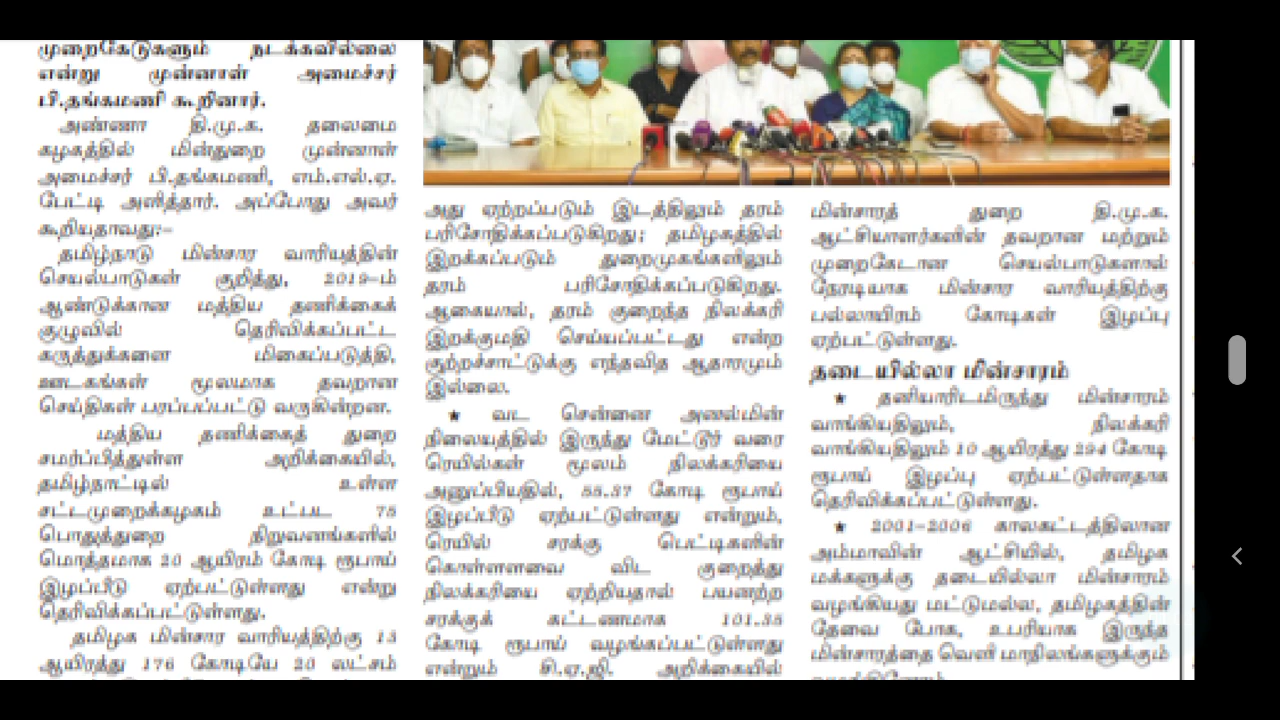 முறைகேடுகளும் நடக்கவில்லை
என்று முன்னாள் அமைச்சர்
பி.தங்கமணி கூறினார்.
அண்ணா தி.மு.க. தலைமை
கழகத்தில் மின்துறை முன்னாள்
அமைச்சர் பி.தங்கமணி, எம்.எல்.ஏ.
பேட்டி அளித்தார். அப்போது அவர்
கூறியதாவது:–
தமிழ்நாடு மின்சார வாரியத்தின்
செயல்பாடுகள் குறித்து, 2019–ம்
ஆண்டுக்கான மத்திய தணிக்கைக்
குழுவில் தெரிவிக்கப்பட்ட
கருத்துக்களை மிகைப்படுத்தி,
ஊடகங்கள் மூலமாக தவறான
செய்திகள் பரப்பப்பட்டு வருகின்றன.
மத்திய தணிக்கைத் துறை
சமர்ப்பித்துள்ள அறிக்கையில்,
தமிழ்நாட்டில் உள்ள
சட்டமுறைக்கழகம் உட்பட 75
பொதுத்துறை நிறுவனங்களில்
மொத்தமாக 20 ஆயிரம் கோடி ரூபாய்
இழப்பீடு ஏற்பட்டுள்ளது என்று
தெரிவிக்கப்பட்டுள்ளது.
தமிழக மின்சார வாரியத்திற்கு 13
ஆயிரத்து 176 கோடியே 20 லட்சம்
அது ஏற்றப்படும் இடத்திலும் தரம்
பரிசோதிக்கப்படுகிறது; தமிழகத்தில்
இறக்கப்படும் துறைமுகங்களிலும்
தரம் பரிசோதிக்கப்படுகிறது.
ஆகையால், தரம் குறைந்த நிலக்கரி
இறக்குமதி செய்யப்பட்டது என்ற
குற்றச்சாட்டுக்கு எந்தவித ஆதாரமும்
இல்லை.
★ வட சென்னை அனல்மின்
நிலையத்தில் இருந்து மேட்டூர் வரை
ரெயில்கள் மூலம் நிலக்கரியை
அனுப்பியதில், 55.37 கோடி ரூபாய்
இழப்பீடு ஏற்பட்டுள்ளது என்றும்,
ரெயில் சரக்கு பெட்டிகளின்
கொள்ளளவை விட குறைத்து
நிலக்கரியை ஏற்றியதால் பயனற்ற
சரக்குக் கட்டணமாக 101.35
கோடி ரூபாய் வழங்கப்பட்டுள்ளது
என்றும் சி.ஏ.ஜி. அறிக்கையில்
மின்சாரத் துறை தி.மு.க.
ஆட்சியாளர்களின் தவறான மற்றும்
முறைகேடான செயல்பாடுகளால்
நேரடியாக மின்சார வாரியத்திற்கு
பல்லாயிரம் கோடிகள் இழப்பு
ஏற்பட்டுள்ளது.
தடையில்லா மின்சாரம்
★ தனியாரிடமிருந்து மின்சாரம்
வாங்கியதிலும், நிலக்கரி
வாங்கியதிலும் 10 ஆயிரத்து 294 கோடி
ரூபாய் இழப்பு ஏற்பட்டுள்ளதாக
தெரிவிக்கப்பட்டுள்ளது.
★ 2001–2006 காலகட்டத்திலான
அம்மாவின் ஆட்சியில், தமிழக
மக்களுக்கு தடையில்லா மின்சாரம்
வழங்கியது மட்டுமல்ல, தமிழகத்தின்
தேவை போக, உபரியாக இருந்த
மின்சாரத்தை வெளி மாநிலங்களுக்கும்